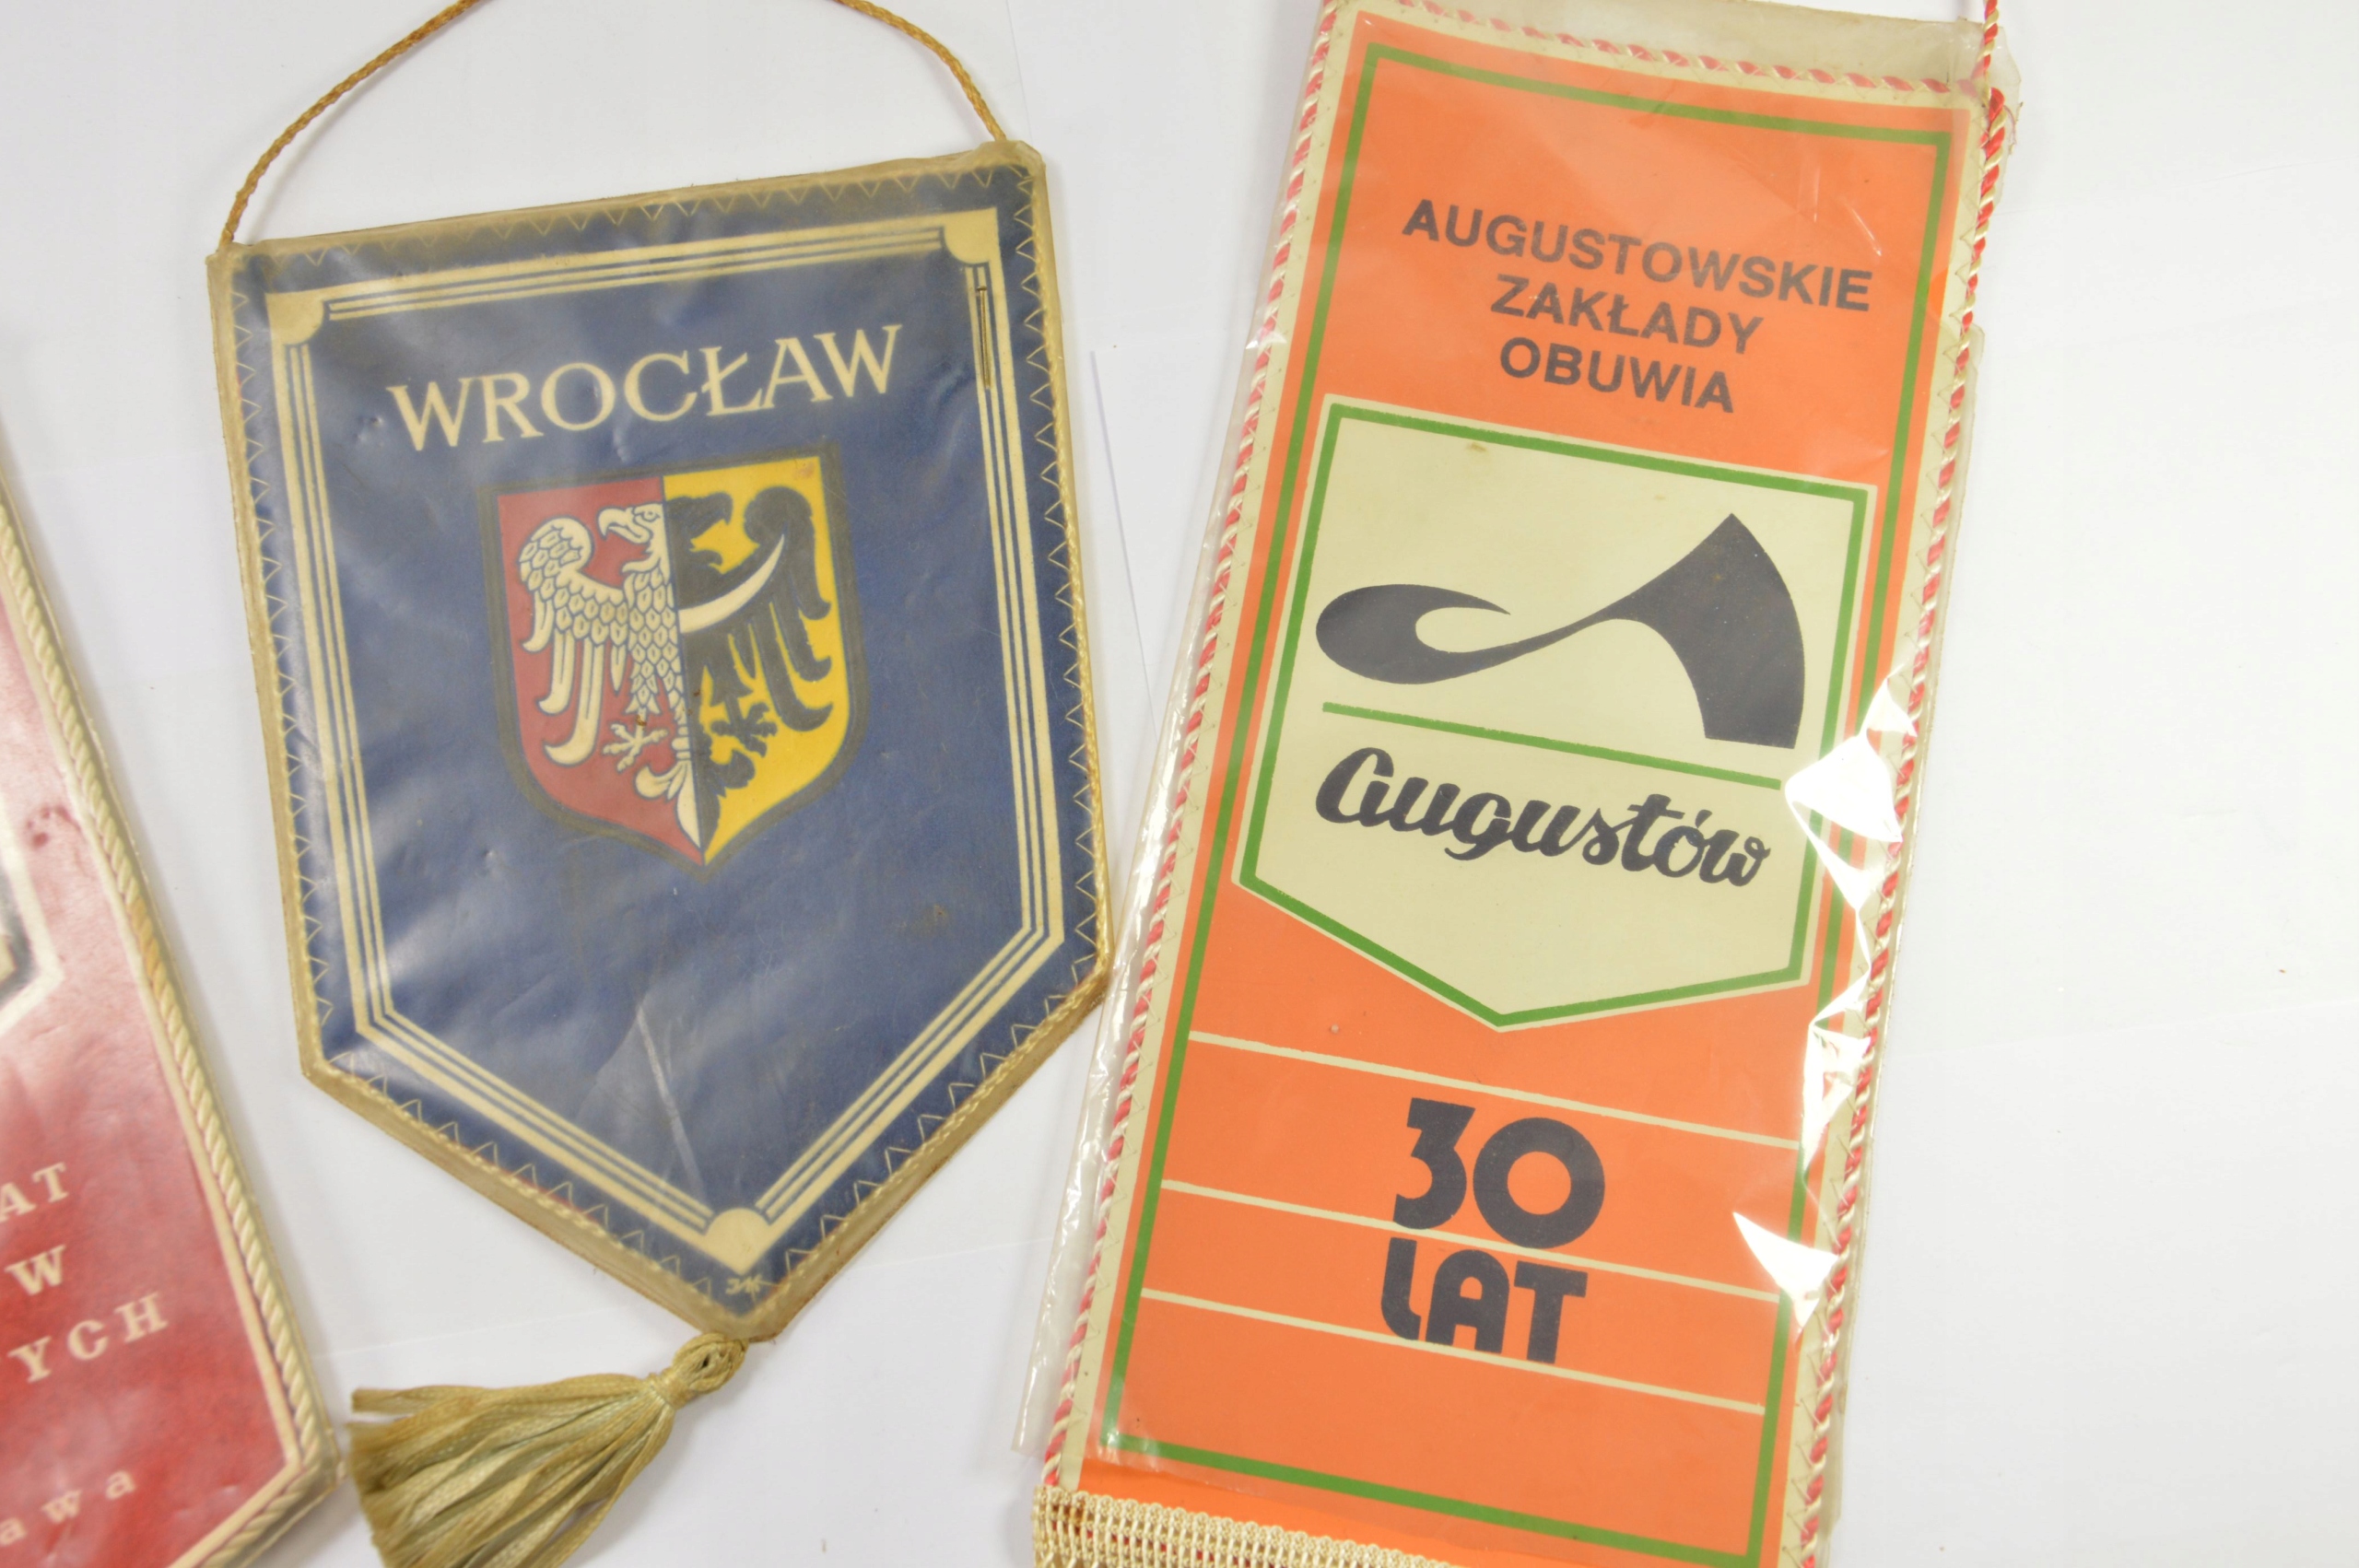 AT
W
YCH
awa
WROCŁAW
AUGUSTOWSKIE
ZAKŁADY
OBUWIA
Augustów
30
LAT